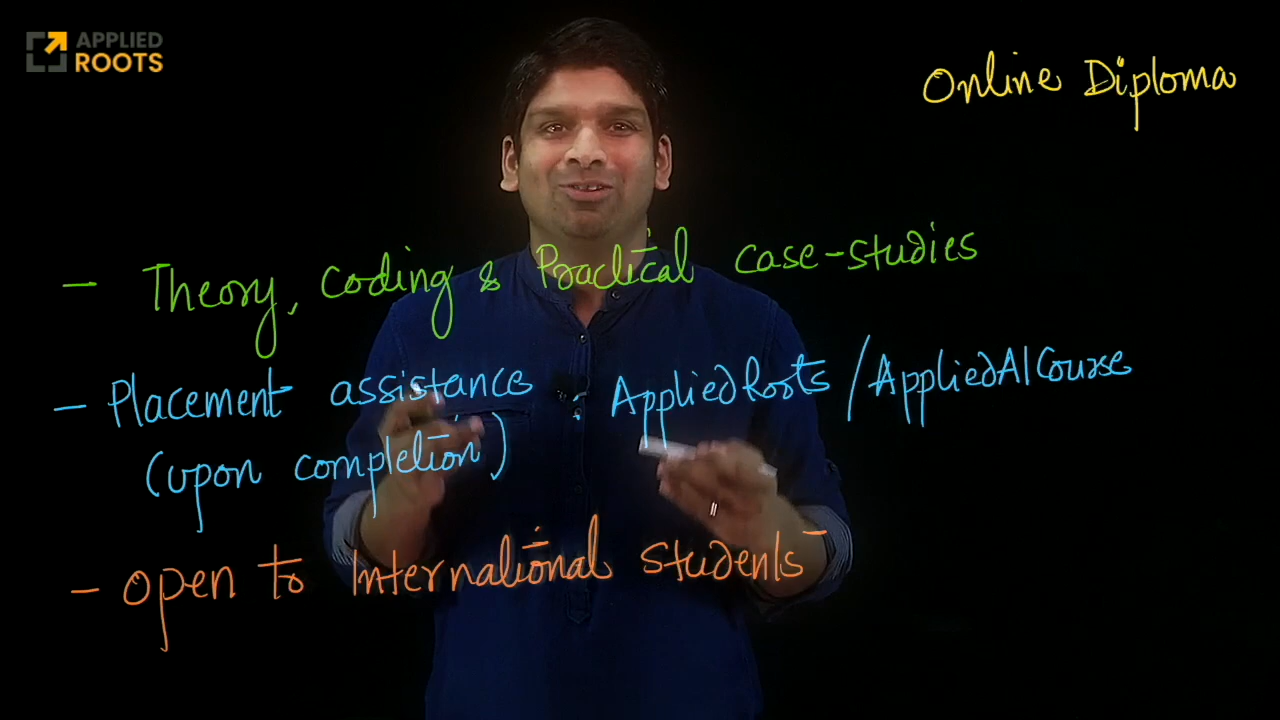 APPLIED
ROOTS
Online Diploma
- Theory, Coding & Practical case-studies
- Placement assistance : AppliedRoots / AppliedAICourse
(upon completion)
- Open to International students